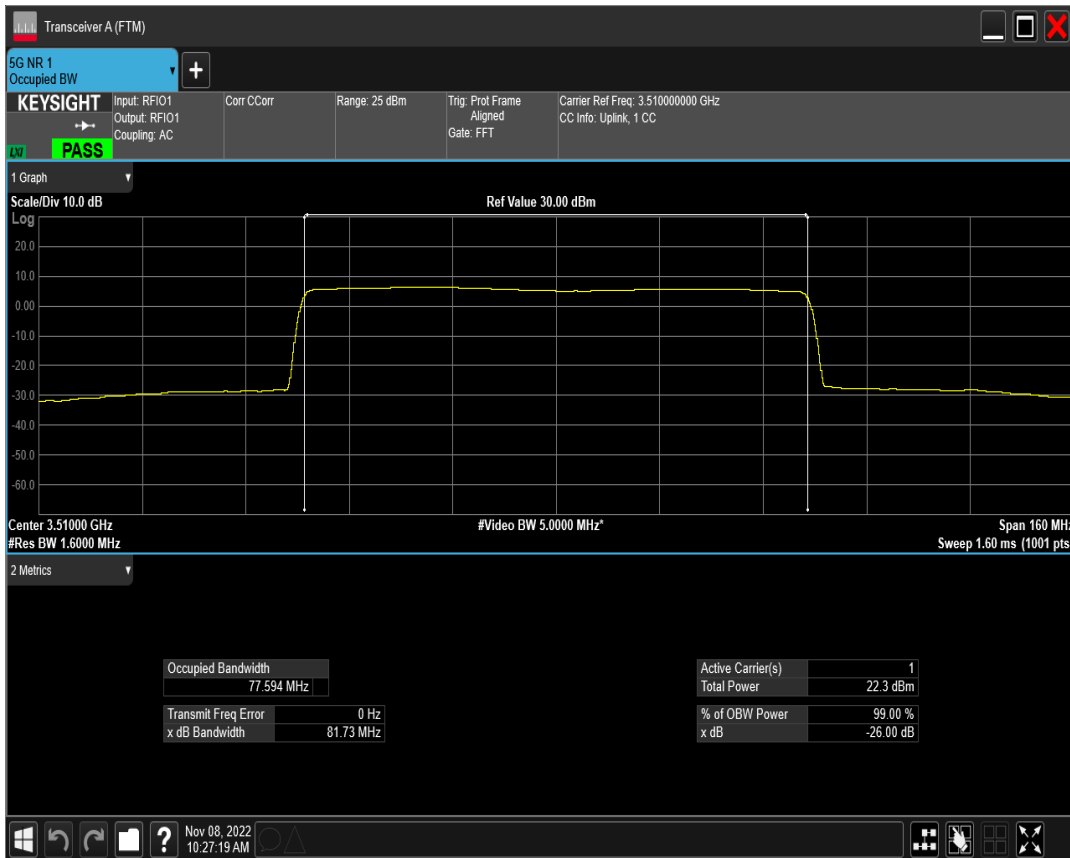 Transceiver A (FTM)
5G NR 1
Occupied BW
+
KEYSIGHT
Input: RFIO1
Output: RFIO1
Coupling: AC
Corr CCorr
Range: 25 dBm
Trig: Prot Frame
Aligned
Gate: FFT
Carrier Ref Freq: 3.510000000 GHz
CC Info: Uplink, 1 CC
LXI
PASS
1 Graph
Scale/Div 10.0 dB
Ref Value 30.00 dBm
Log
20.0
10.0
0.00
-10.0
-20.0
-30.0
-40.0
-50.0
-60.0
Center 3.51000 GHz
#Video BW 5.0000 MHz*
Span 160 MHz
#Res BW 1.6000 MHz
Sweep 1.60 ms (1001 pts
2 Metrics
Occupied Bandwidth
77.594 MHz
Transmit Freq Error 0 Hz
x dB Bandwidth 81.73 MHz
Active Carrier(s) 1
Total Power 22.3 dBm
% of OBW Power 99.00 %
x dB -26.00 dB
?
Nov 08, 2022
10:27:19 AM